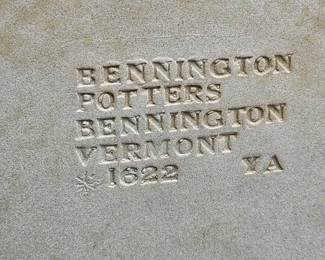 BENNINGTON
POTTERS
BENNINGTON
VERMONT
*1622 YA